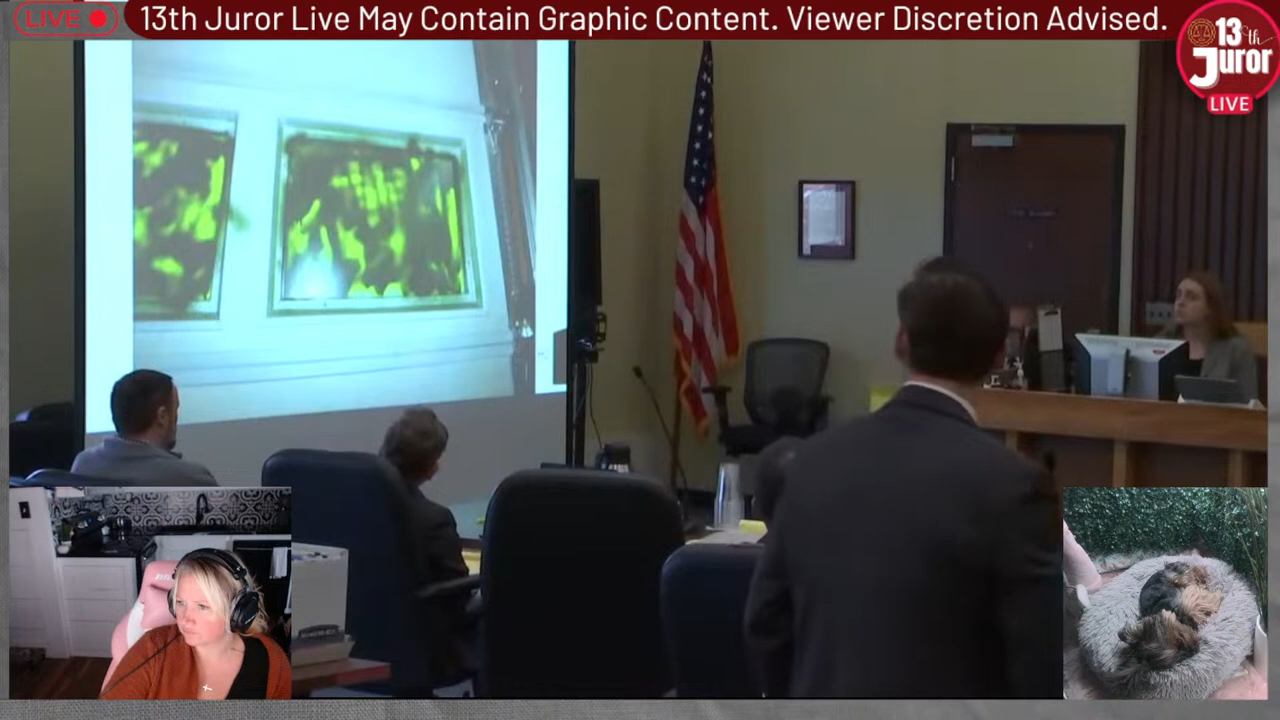 LIVE
13th Juror Live May Contain Graphic Content. Viewer Discretion Advised.
13th
Juror
LIVE